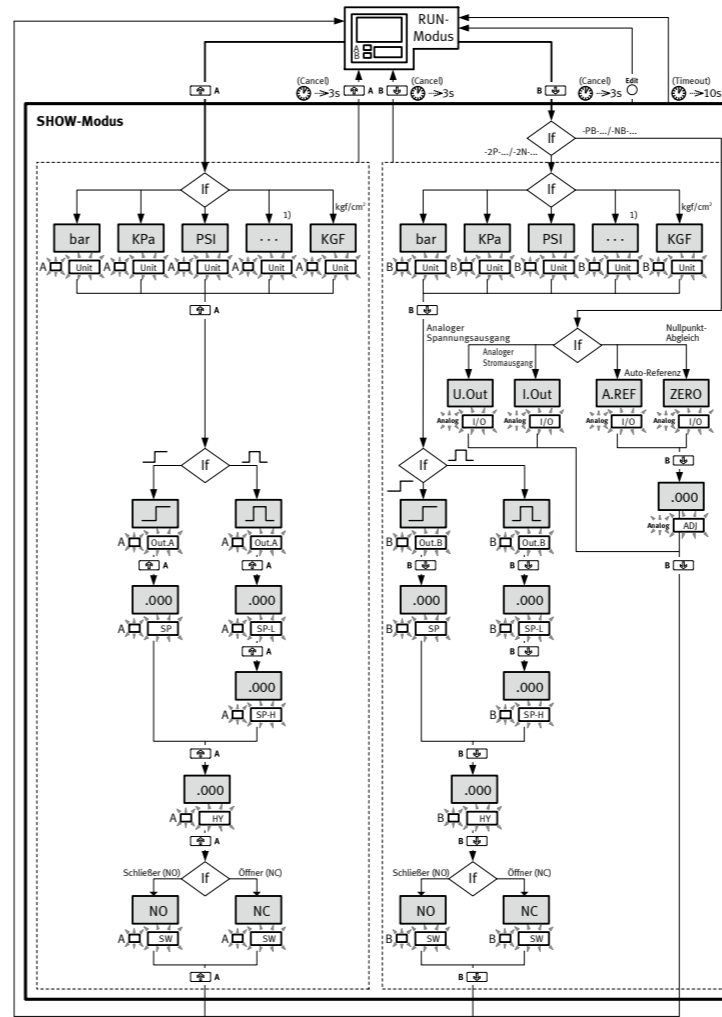 RUN-
Modus
A
B
A
(Cancel)
3s
A
B
(Cancel)
3s
B
(Cancel)
3s
Edit
(Timeout)
10s
SHOW-Modus
If
-PB-.../-NB-...
-2P-.../-2N-...
If
bar
KPa
PSI
1)
...
kgf/cm²
KGF
A Unit
A Unit
A Unit
A Unit
A Unit
A
If
bar
KPa
PSI
1)
...
kgf/cm²
KGF
B Unit
B Unit
B Unit
B Unit
B Unit
B
Analoger
Spannungsausgang
Analoger
Stromausgang
If
Nullpunkt-
Abgleich
Auto-Referenz
U.Out
I.Out
A.REF
ZERO
Analog I/O
Analog I/O
I/O
Analog I/O
B
.000
Analog ADJ
B
If
A Out.A
A Out.A
A
A
.000
.000
A SP
A SP-L
A
.000
A SP-H
A
.000
A HY
A
Schließer (NO)
If
Öffner (NC)
NO
NC
A SW
A SW
A
If
B Out.B
B Out.B
B
B
.000
.000
B SP
B SP-L
B
.000
B SP-H
B
.000
B HY
B
Schließer (NO)
If
Öffner (NC)
NO
NC
B SW
B SW
B